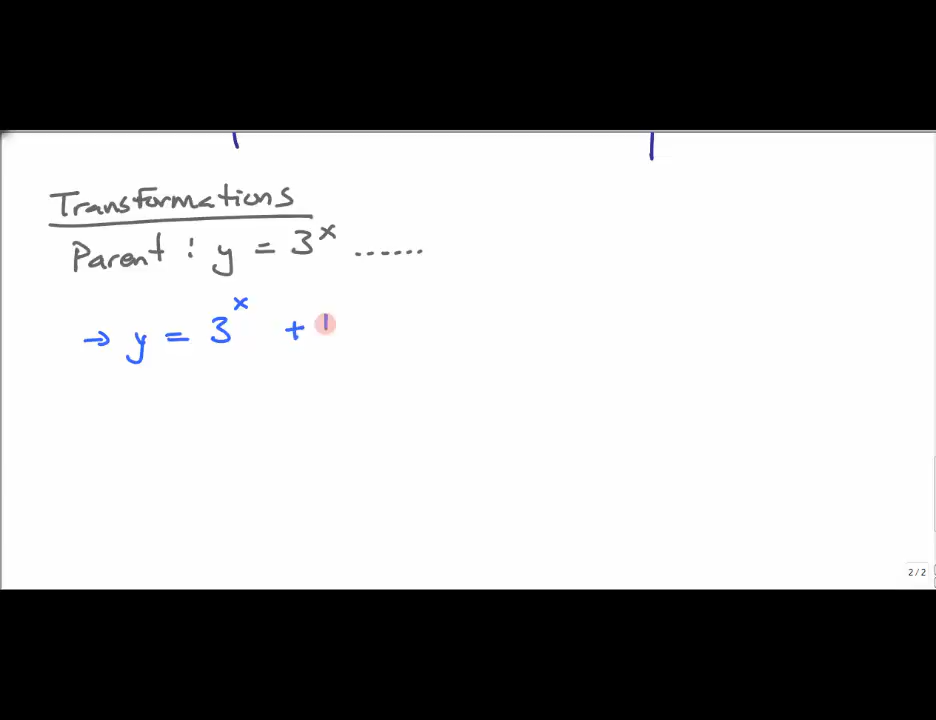 Transformations
Parent : y = 3^x ......
→ y = 3^x + 1
2 / 2